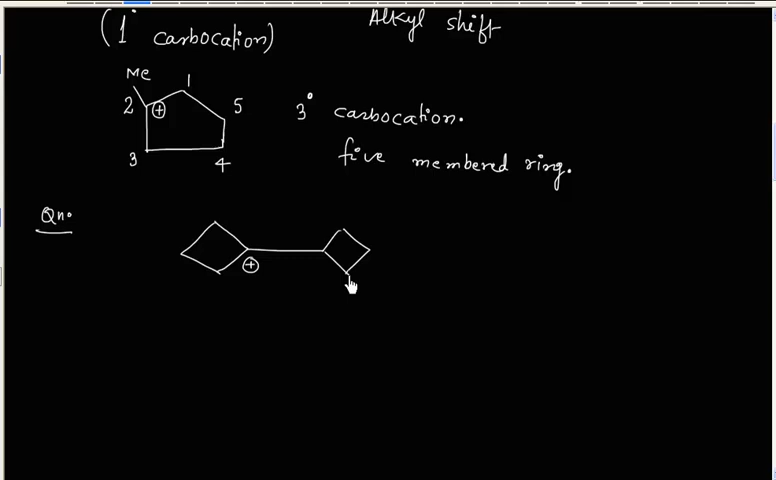 (1° carbocation) Alkyl shift
Me
1
2 ⊕ 5 3° carbocation.
3 4 five membered ring.
Qn.
⊕